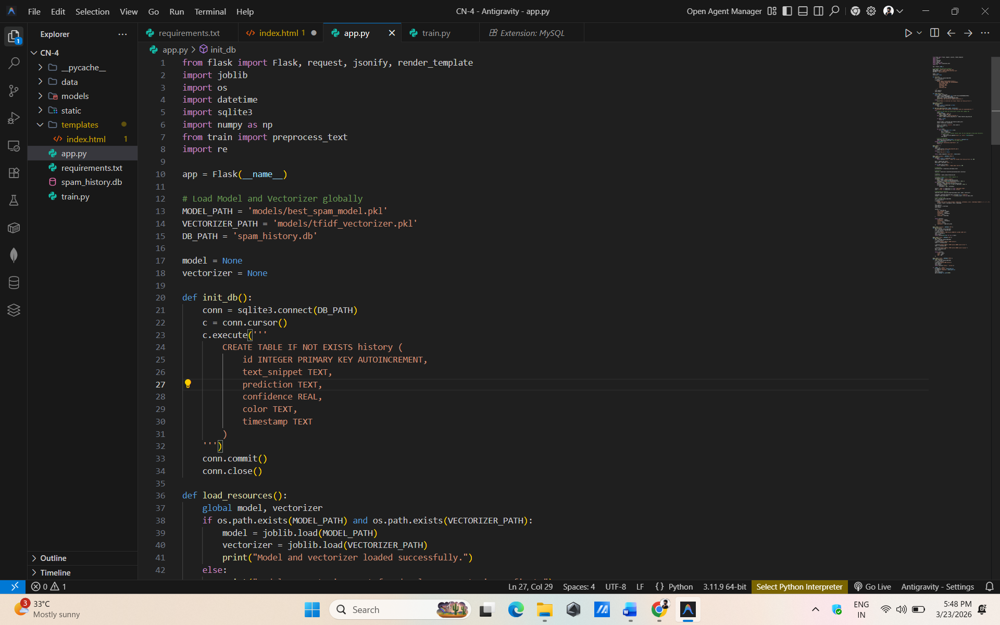 File Edit Selection View Go Run Terminal Help
CN-4 - Antigravity - app.py
Open Agent Manager
Explorer
requirements.txt
index.html 1
app.py
train.py
Extension: MySQL
1
CN-4
__pycache__
data
models
static
templates
index.html 1
app.py
requirements.txt
spam_history.db
train.py
Outline
Timeline
app.py > init_db
1 from flask import Flask, request, jsonify, render_template
2 import joblib
3 import os
4 import datetime
5 import sqlite3
6 import numpy as np
7 from train import preprocess_text
8 import re
9
10 app = Flask(__name__)
11
12 # Load Model and Vectorizer globally
13 MODEL_PATH = 'models/best_spam_model.pkl'
14 VECTORIZER_PATH = 'models/tfidf_vectorizer.pkl'
15 DB_PATH = 'spam_history.db'
16
17 model = None
18 vectorizer = None
19
20 def init_db():
21 conn = sqlite3.connect(DB_PATH)
22 c = conn.cursor()
23 c.execute('''
24 CREATE TABLE IF NOT EXISTS history (
25 id INTEGER PRIMARY KEY AUTOINCREMENT,
26 text_snippet TEXT,
27 prediction TEXT,
28 confidence REAL,
29 color TEXT,
30 timestamp TEXT
31 )
32 ''')
33 conn.commit()
34 conn.close()
35
36 def load_resources():
37 global model, vectorizer
38 if os.path.exists(MODEL_PATH) and os.path.exists(VECTORIZER_PATH):
39 model = joblib.load(MODEL_PATH)
40 vectorizer = joblib.load(VECTORIZER_PATH)
41 print("Model and vectorizer loaded successfully.")
42 else:
0 1
Ln 27, Col 29 Spaces: 4 UTF-8 LF {} Python 3.11.9 64-bit Select Python Interpreter Go Live Antigravity - Settings
3
33°C
Mostly sunny
Search
ENG
IN
5:48 PM
3/23/2026